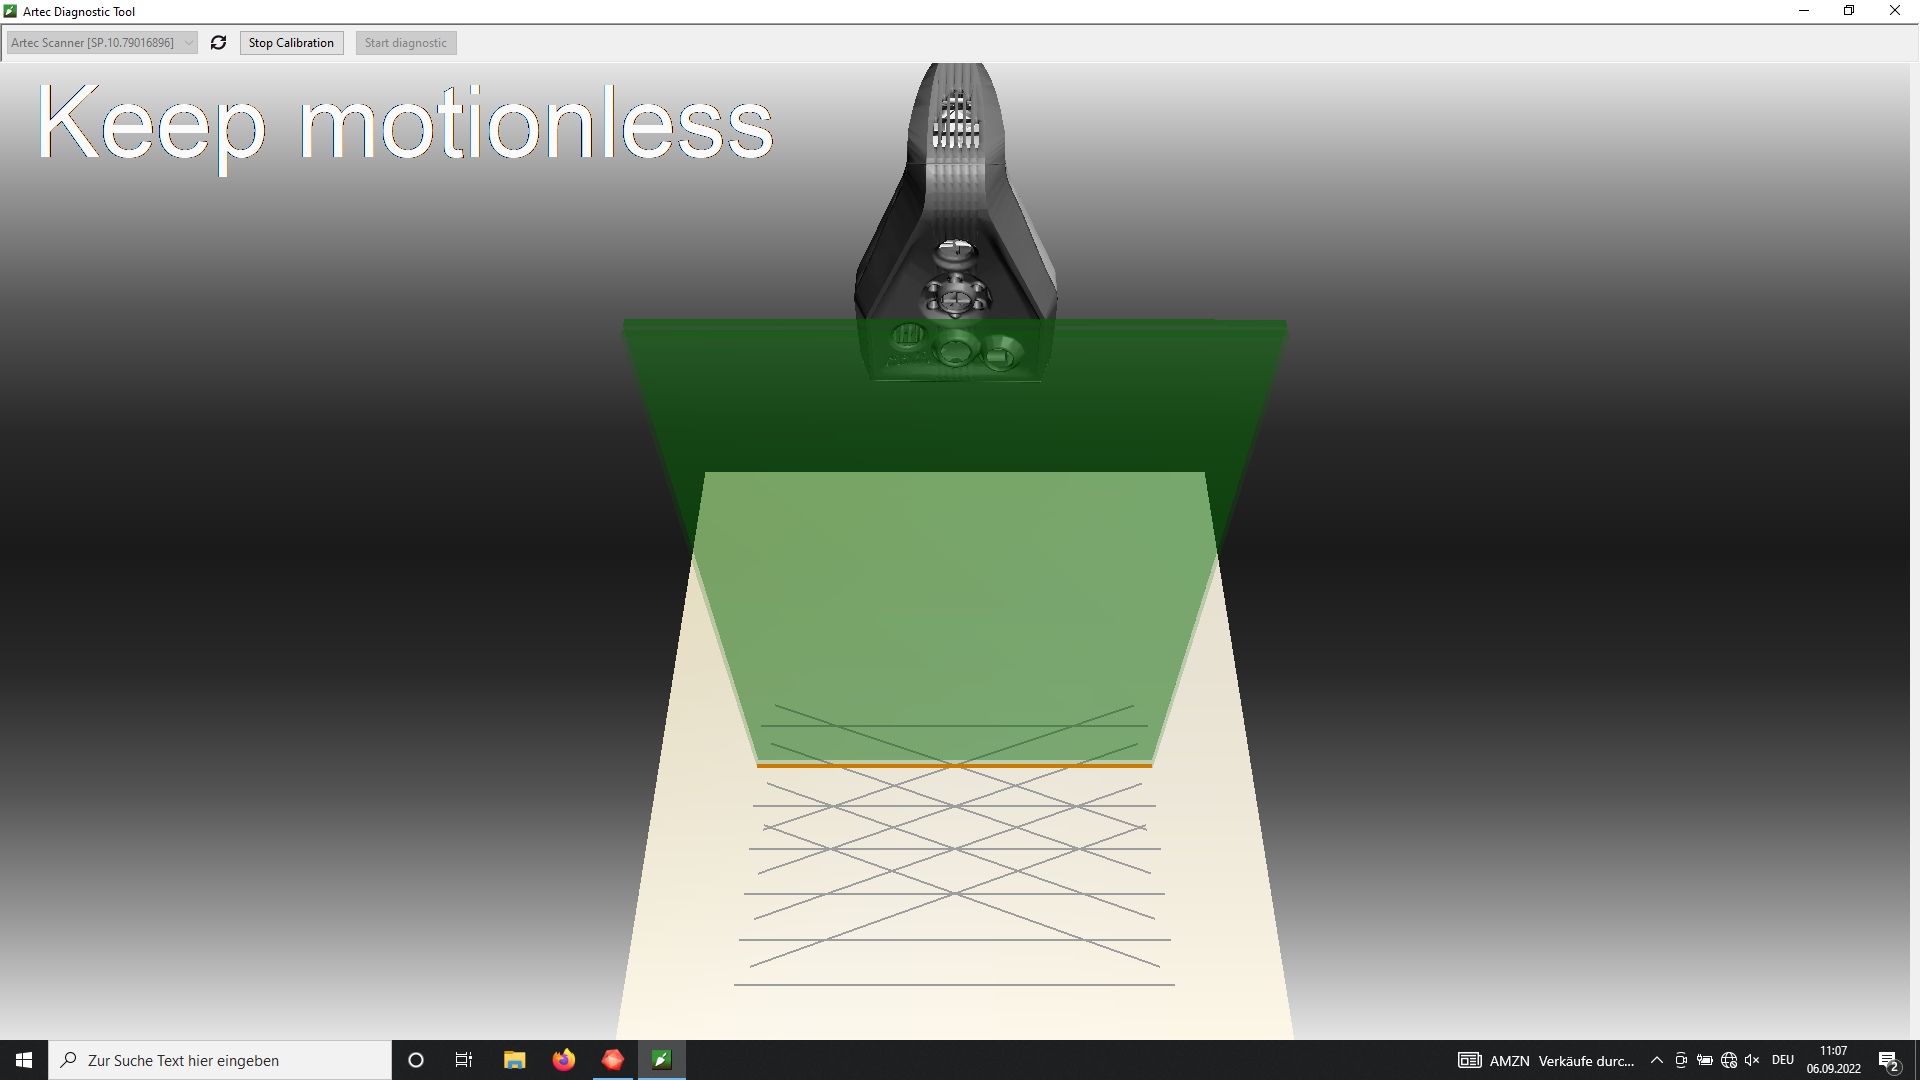 Artec Diagnostic Tool
Artec Scanner [SP.10.79016896]
Stop Calibration
Start diagnostic
Keep motionless
Zur Suche Text hier eingeben
AMZN Verkäufe durc...
DEU
11:07
06.09.2022
2